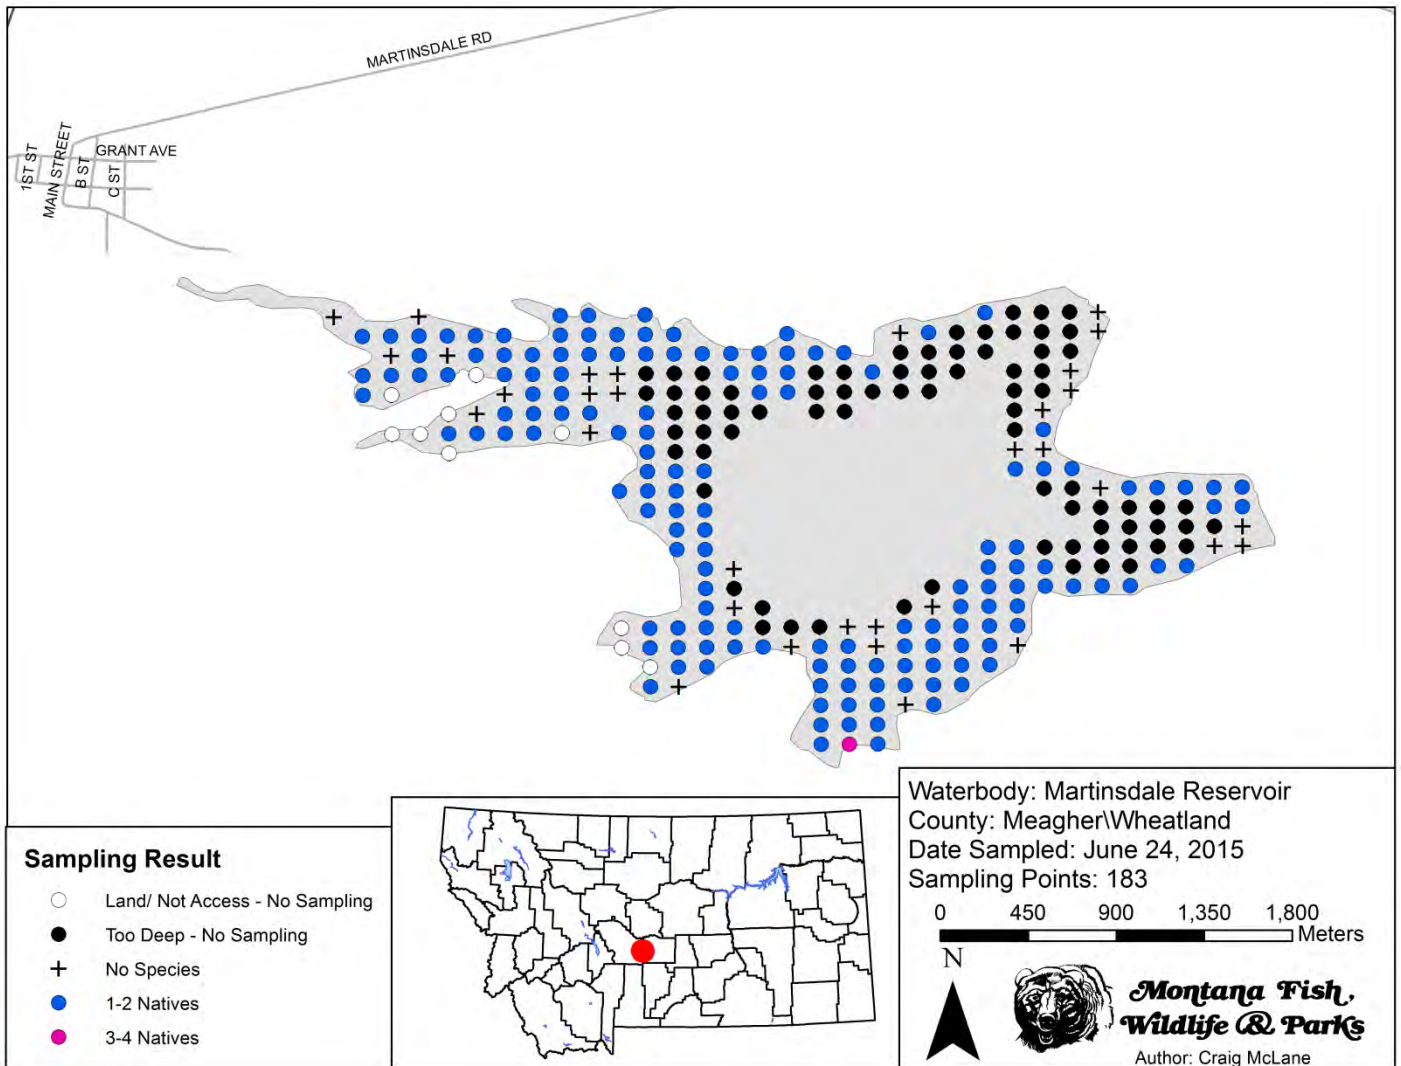 MARTINSDALE RD
GRANT AVE
1ST ST
MAIN STREET
B ST
C ST
Sampling Result
Land/ Not Access - No Sampling
Too Deep - No Sampling
No Species
1-2 Natives
3-4 Natives
Waterbody: Martinsdale Reservoir
County: Meagher\Wheatland
Date Sampled: June 24, 2015
Sampling Points: 183
0 450 900 1,350 1,800
Meters
N
Montana Fish,
Wildlife & Parks
Author: Craig McLane